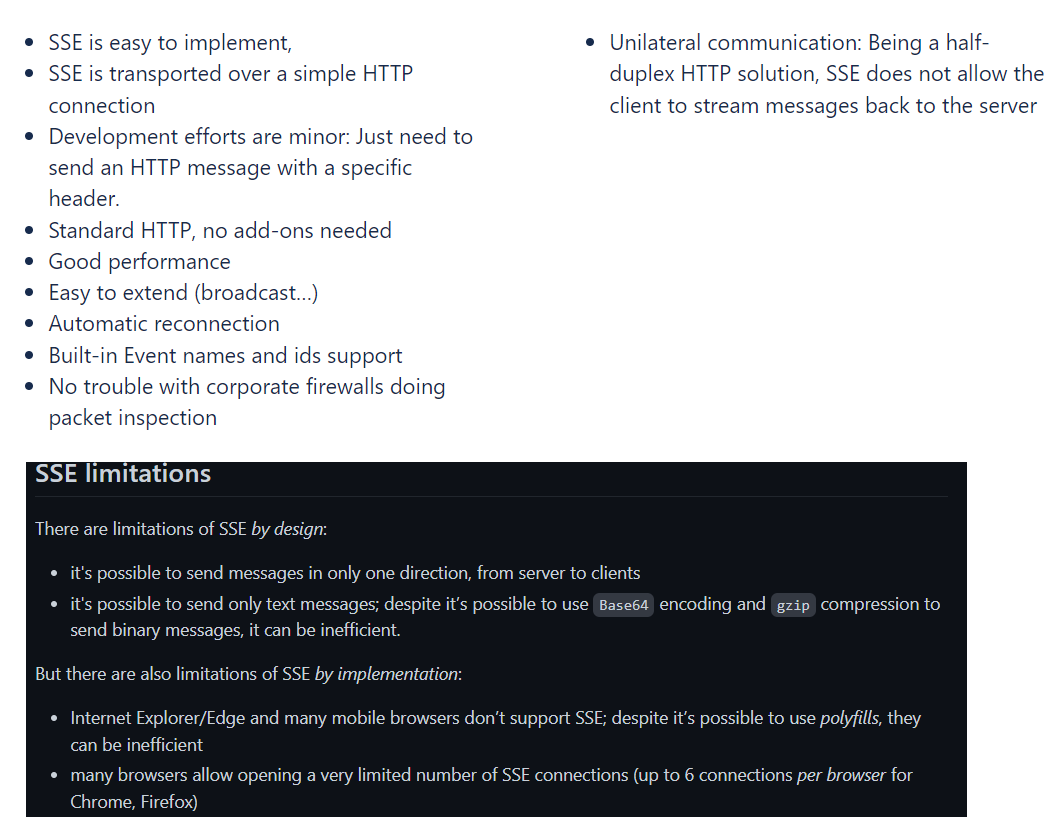 • SSE is easy to implement,
• SSE is transported over a simple HTTP
connection
• Development efforts are minor: Just need to
send an HTTP message with a specific
header.
• Standard HTTP, no add-ons needed
• Good performance
• Easy to extend (broadcast…)
• Automatic reconnection
• Built-in Event names and ids support
• No trouble with corporate firewalls doing
packet inspection
• Unilateral communication: Being a half-
duplex HTTP solution, SSE does not allow the
client to stream messages back to the server
SSE limitations
There are limitations of SSE by design:
• it's possible to send messages in only one direction, from server to clients
• it's possible to send only text messages; despite it’s possible to use Base64 encoding and gzip compression to
send binary messages, it can be inefficient.
But there are also limitations of SSE by implementation:
• Internet Explorer/Edge and many mobile browsers don’t support SSE; despite it’s possible to use polyfills, they
can be inefficient
• many browsers allow opening a very limited number of SSE connections (up to 6 connections per browser for
Chrome, Firefox)